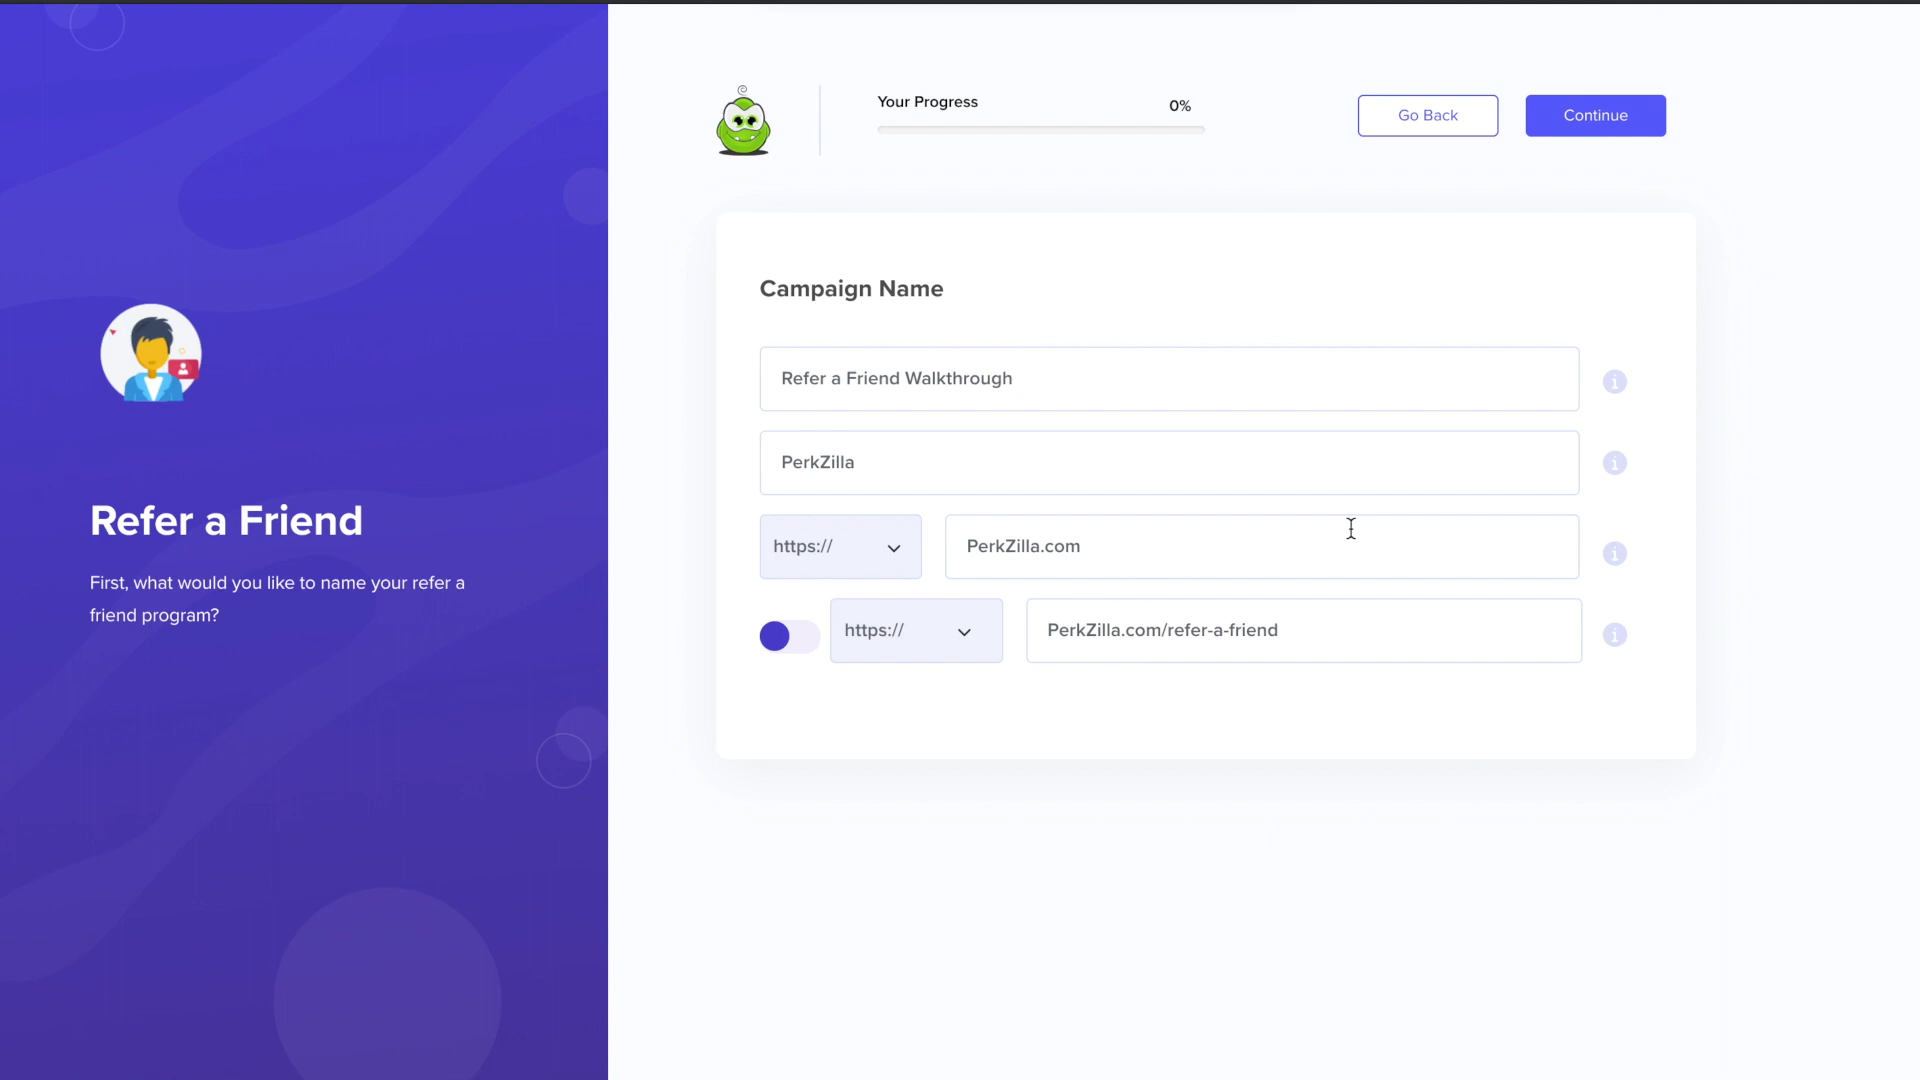 Your Progress
0%
Go Back
Continue
Campaign Name
Refer a Friend Walkthrough
PerkZilla
https://
PerkZilla.com
https://
PerkZilla.com/refer-a-friend
Refer a Friend
First, what would you like to name your refer a
friend program?